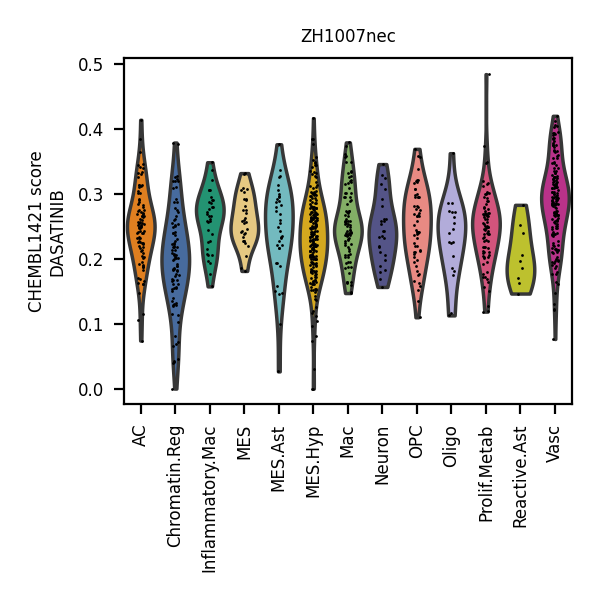 ZH1007nec
CHEMBL1421 score
DASATINIB
0.5
0.4
0.3
0.2
0.1
0.0
AC
Chromatin.Reg
Inflammatory.Mac
MES
MES.Ast
MES.Hyp
Mac
Neuron
OPC
Oligo
Prolif.Metab
Reactive.Ast
Vasc